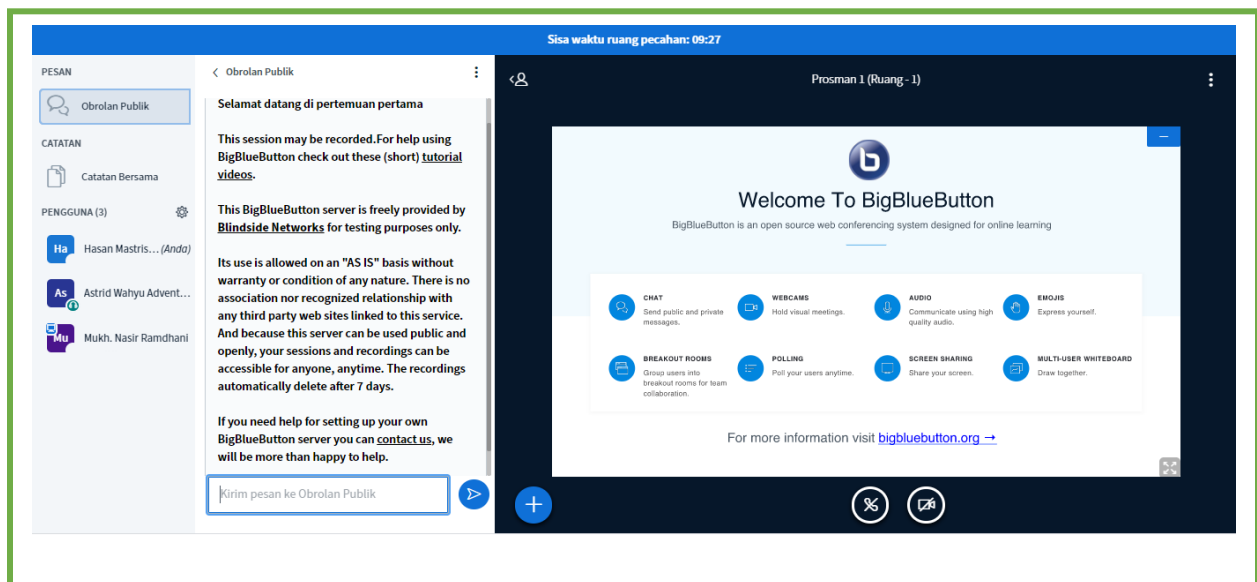 Sisa waktu ruang pecahan: 09:27
PESAN
Obrolan Publik
CATATAN
Catatan Bersama
PENGGUNA (3)
Ha Hasan Mastris... (Anda)
As Astrid Wahyu Advent...
Mu Mukh. Nasir Ramdhani
Obrolan Publik
Selamat datang di pertemuan pertama
This session may be recorded.For help using
BigBlueButton check out these (short) tutorial
videos.
This BigBlueButton server is freely provided by
Blindside Networks for testing purposes only.
Its use is allowed on an "AS IS" basis without
warranty or condition of any nature. There is no
association nor recognized relationship with
any third party web sites linked to this service.
And because this server can be used public and
openly, your sessions and recordings can be
accessible for anyone, anytime. The recordings
automatically delete after 7 days.
If you need help for setting up your own
BigBlueButton server you can contact us, we
will be more than happy to help.
Kirim pesan ke Obrolan Publik
Prosman 1 (Ruang - 1)
b
Welcome To BigBlueButton
BigBlueButton is an open source web conferencing system designed for online learning
CHAT
Send public and private
messages.
WEBCAMS
Hold visual meetings.
AUDIO
Communicate using high
quality audio.
EMOJIS
Express yourself.
BREAKOUT ROOMS
Group users into
breakout rooms for team
collaboration.
POLLING
Poll your users anytime.
SCREEN SHARING
Share your screen.
MULTI-USER WHITEBOARD
Draw together.
For more information visit bigbluebutton.org →